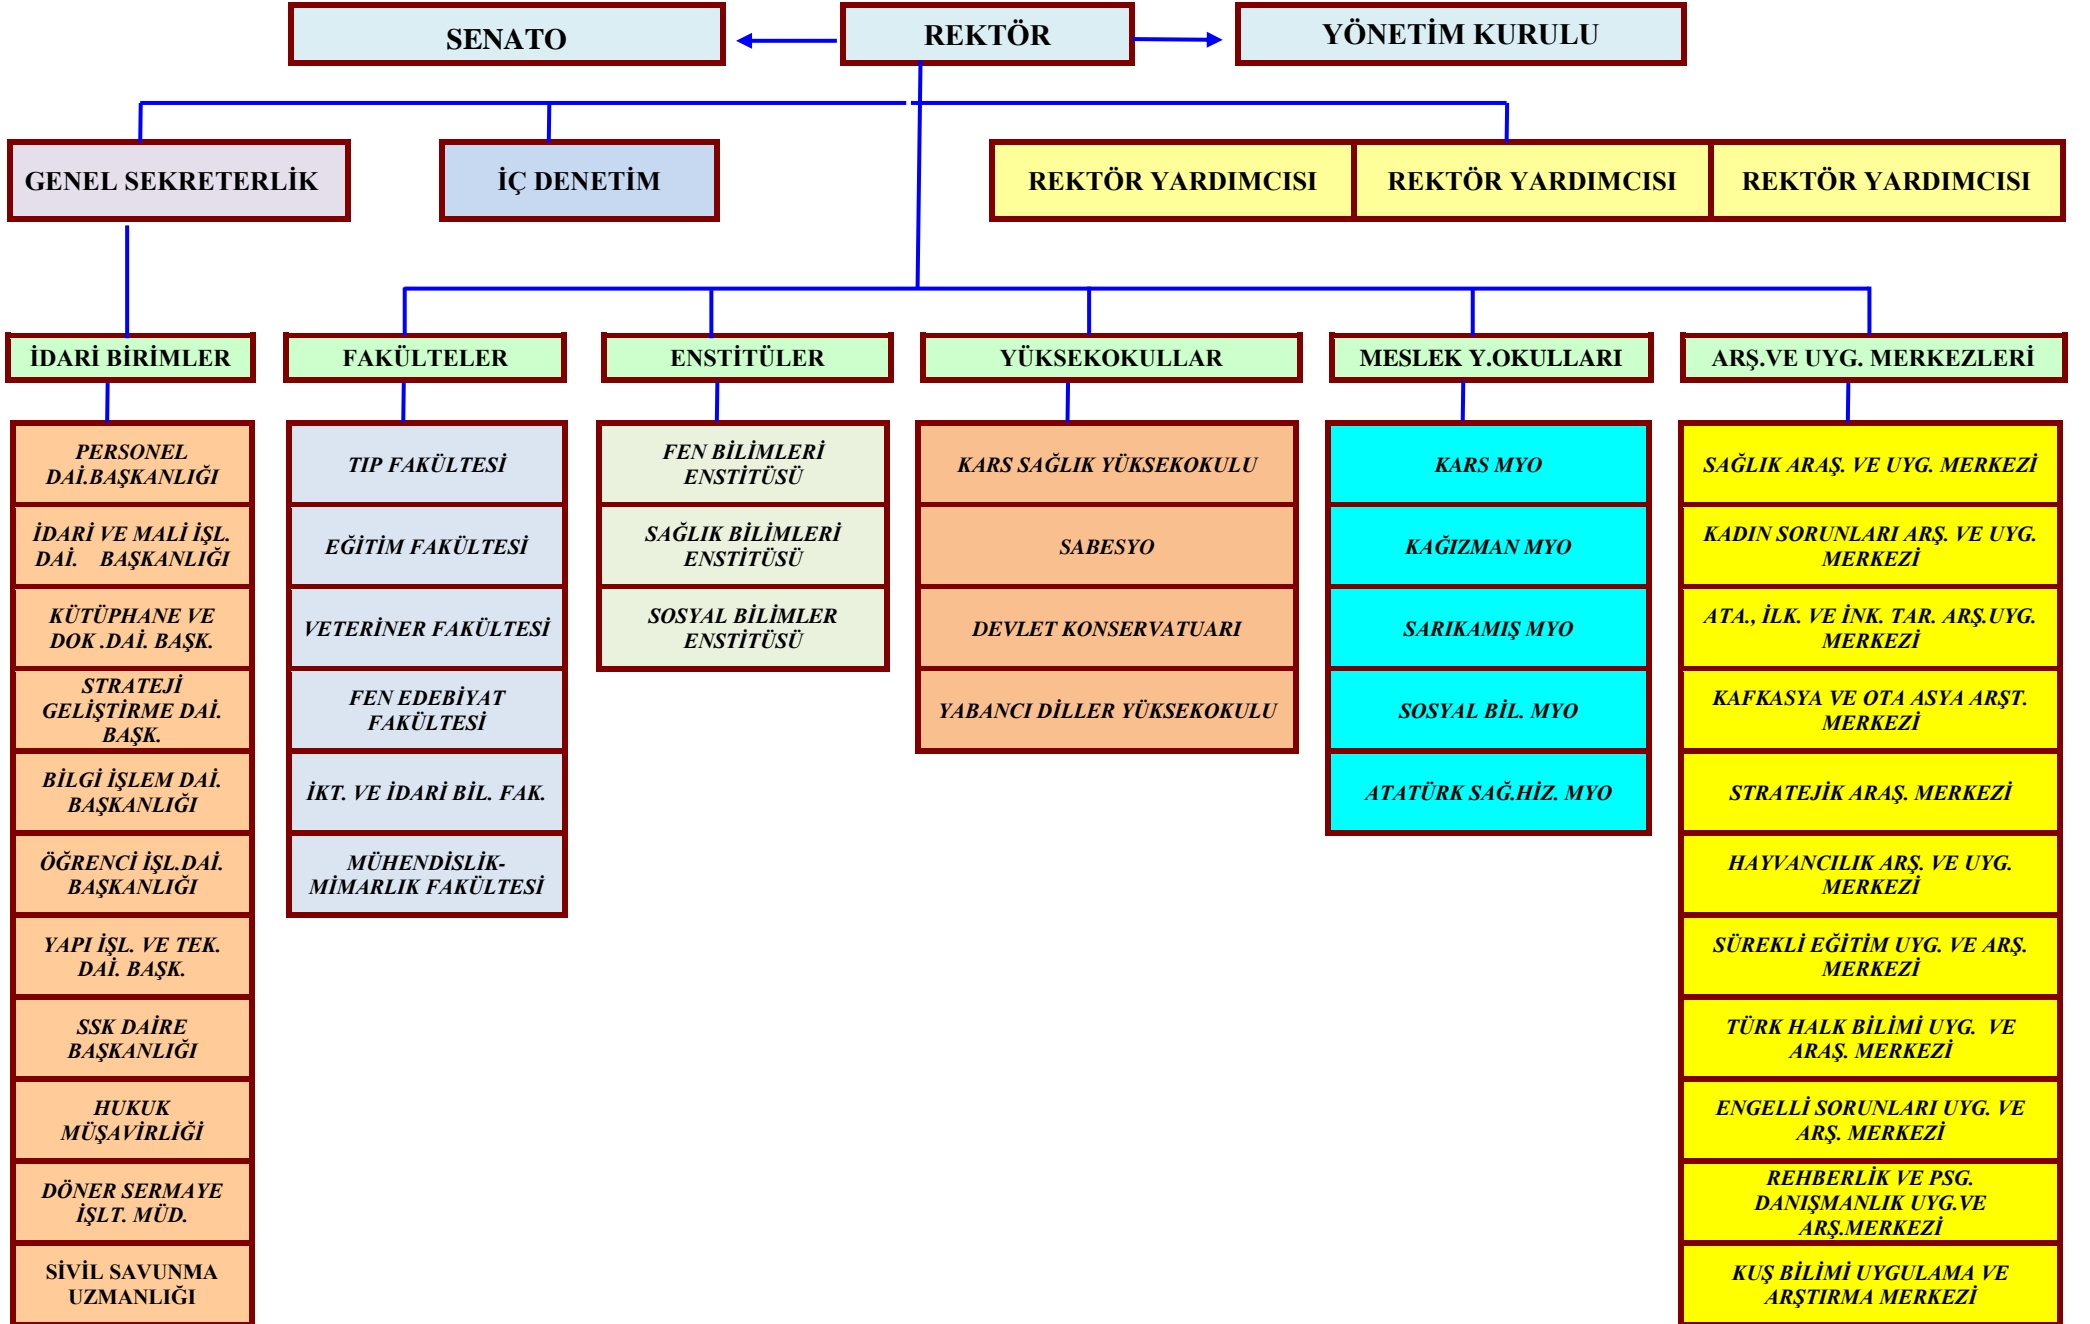 SENATO
REKTÖR
YÖNETİM KURULU
GENEL SEKRETERLİK
İÇ DENETİM
REKTÖR YARDIMCISI
REKTÖR YARDIMCISI
REKTÖR YARDIMCISI
İDARİ BİRİMLER
FAKÜLTELER
ENSTİTÜLER
YÜKSEKOKULLAR
MESLEK Y.OKULLARI
ARŞ.VE UYG. MERKEZLERİ
PERSONEL
DAİ.BAŞKANLIĞI
İDARİ VE MALİ İŞL.
DAİ. BAŞKANLIĞI
KÜTÜPHANE VE
DOK .DAİ. BAŞK.
STRATEJİ
GELİŞTİRME DAİ.
BAŞK.
BİLGİ İŞLEM DAİ.
BAŞKANLIĞI
ÖĞRENCİ İŞL.DAİ.
BAŞKANLIĞI
YAPI İŞL. VE TEK.
DAİ. BAŞK.
SSK DAİRE
BAŞKANLIĞI
HUKUK
MÜŞAVİRLİĞİ
DÖNER SERMAYE
İŞLT. MÜD.
SİVİL SAVUNMA
UZMANLIĞI
TIP FAKÜLTESİ
EĞİTİM FAKÜLTESİ
VETERİNER FAKÜLTESİ
FEN EDEBİYAT
FAKÜLTESİ
İKT. VE İDARİ BİL. FAK.
MÜHENDİSLİK-
MİMARLIK FAKÜLTESİ
FEN BİLİMLERİ
ENSTİTÜSÜ
SAĞLIK BİLİMLERİ
ENSTİTÜSÜ
SOSYAL BİLİMLER
ENSTİTÜSÜ
KARS SAĞLIK YÜKSEKOKULU
SABESYO
DEVLET KONSERVATUARI
YABANCI DİLLER YÜKSEKOKULU
KARS MYO
KAĞIZMAN MYO
SARIKAMIŞ MYO
SOSYAL BİL. MYO
ATATÜRK SAĞ.HİZ. MYO
SAĞLIK ARAŞ. VE UYG. MERKEZİ
KADIN SORUNLARI ARŞ. VE UYG.
MERKEZİ
ATA., İLK. VE İNK. TAR. ARŞ.UYG.
MERKEZİ
KAFKASYA VE OTA ASYA ARŞT.
MERKEZİ
STRATEJİK ARAŞ. MERKEZİ
HAYVANCILIK ARŞ. VE UYG.
MERKEZİ
SÜREKLİ EĞİTİM UYG. VE ARŞ.
MERKEZİ
TÜRK HALK BİLİMİ UYG. VE
ARAŞ. MERKEZİ
ENGELLİ SORUNLARI UYG. VE
ARŞ. MERKEZİ
REHBERLİK VE PSG.
DANIŞMANLIK UYG.VE
ARŞ.MERKEZİ
KUŞ BİLİMİ UYGULAMA VE
ARŞTIRMA MERKEZİ